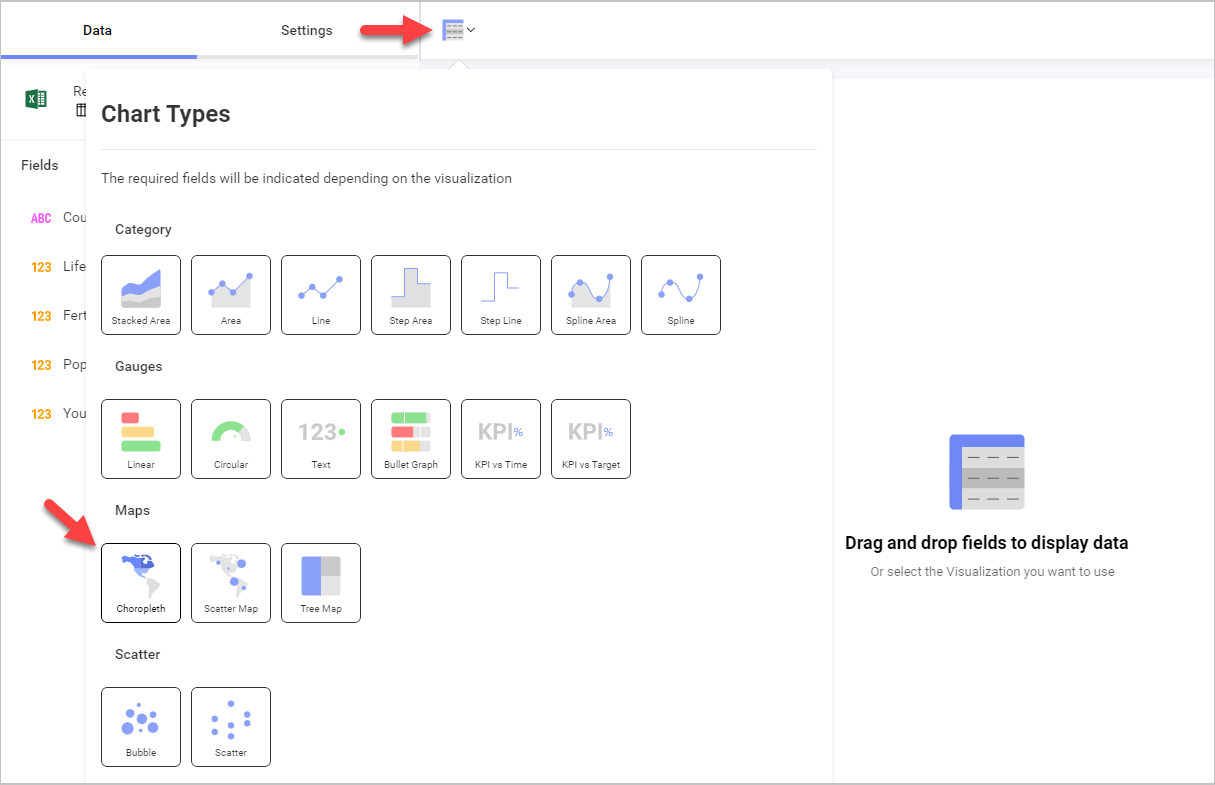 Data
Settings
Re
Chart Types
The required fields will be indicated depending on the visualization
Fields
ABC Cou
123 Life
123 Fert
123 Pop
123 You
Category
Stacked Area
Area
Line
Step Area
Step Line
Spline Area
Spline
Gauges
123
KPI%
KPI%
Linear
Circular
Text
Bullet Graph
KPI vs Time
KPI vs Target
Maps
Choropleth
Scatter Map
Tree Map
Scatter
Bubble
Scatter
Drag and drop fields to display data
Or select the Visualization you want to use